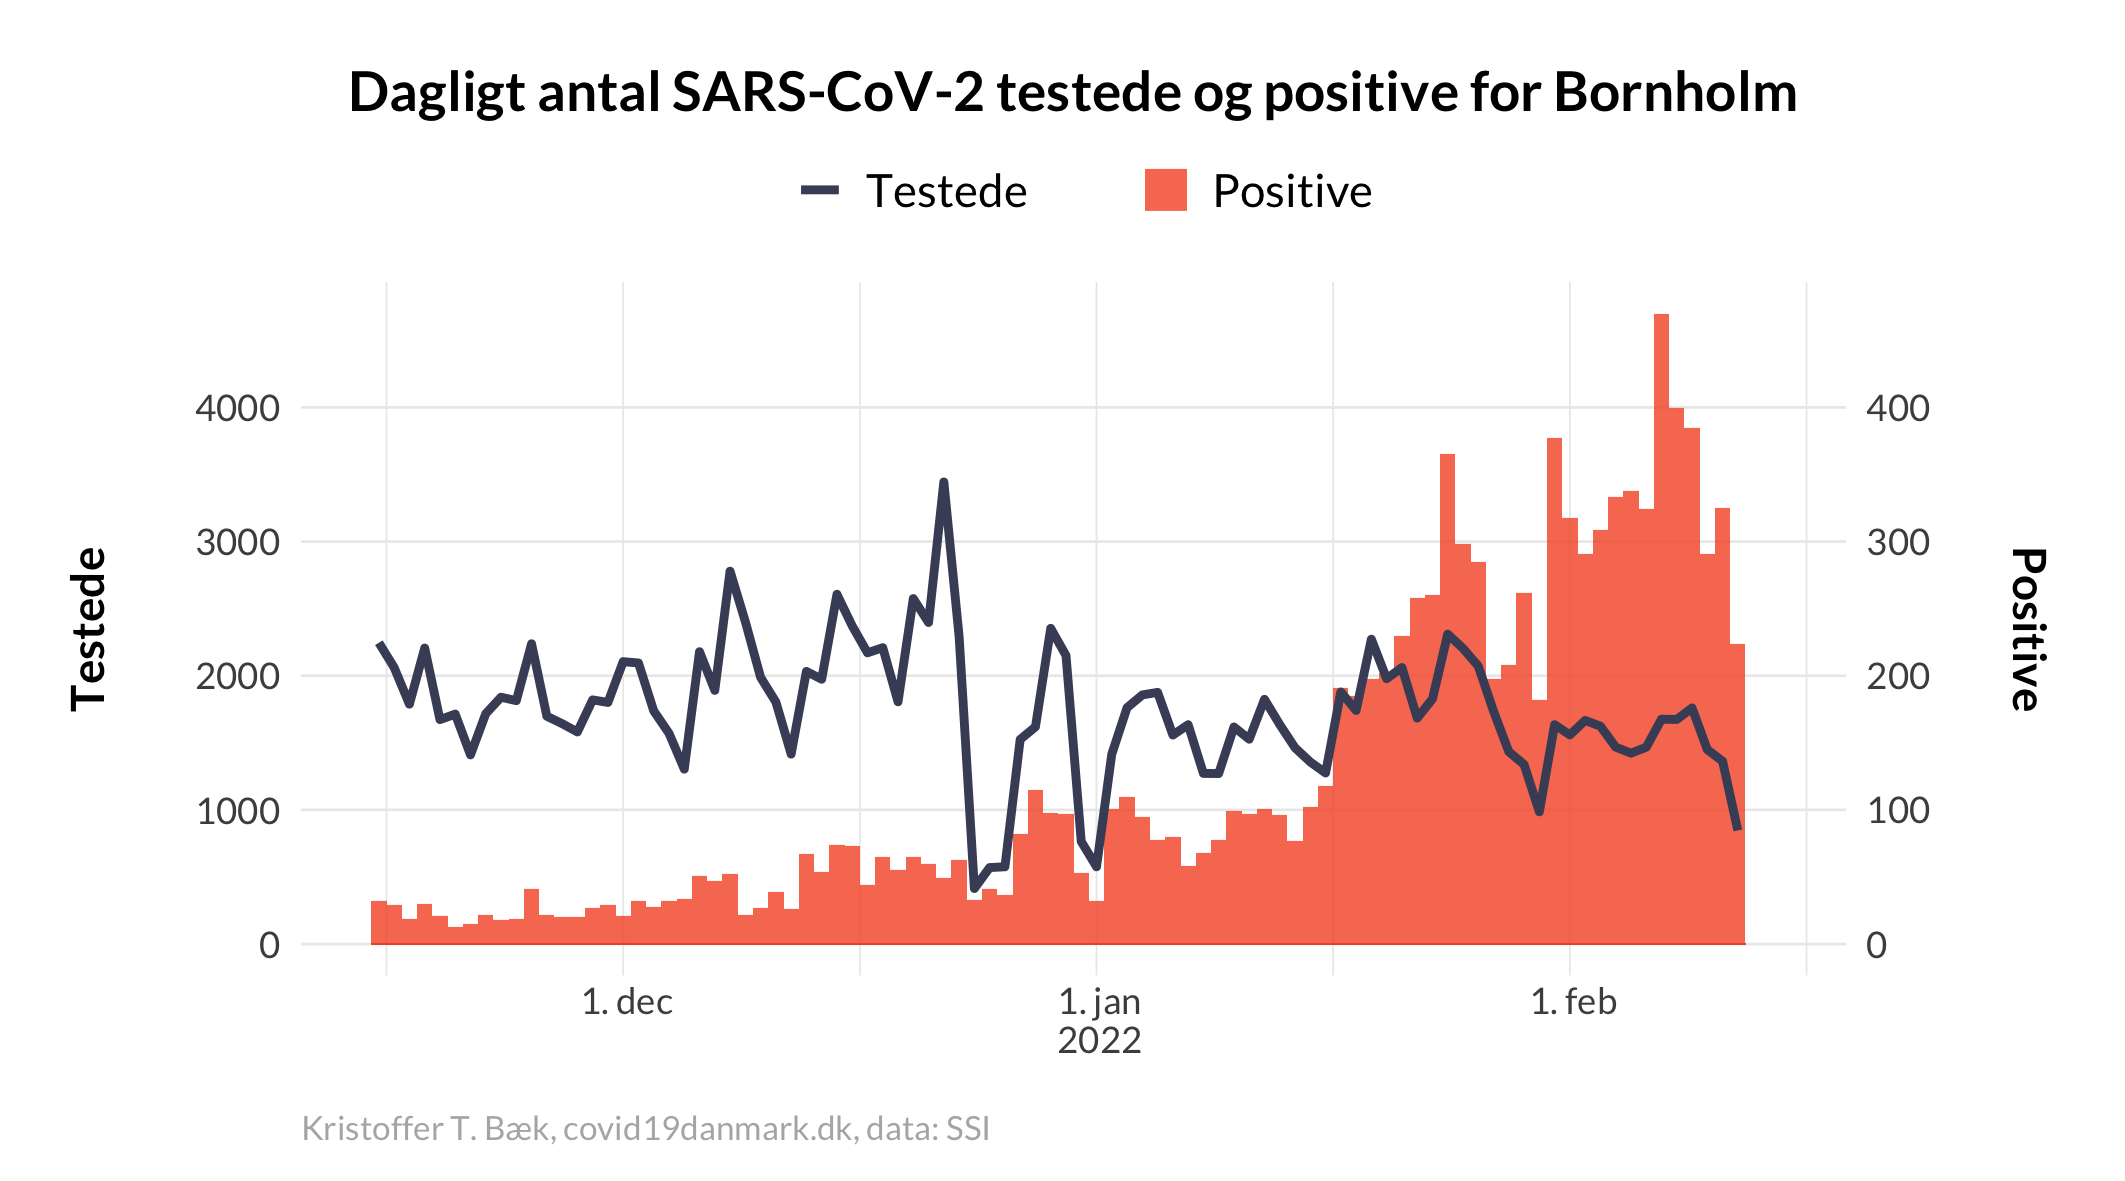 Dagligt antal SARS-CoV-2 testede og positive for Bornholm
Testede
Positive
4000
3000
2000
1000
0
Testede
400
300
200
100
0
Positive
1. dec
1. jan
2022
1. feb
Kristoffer T. Bæk, covid19danmark.dk, data: SSI